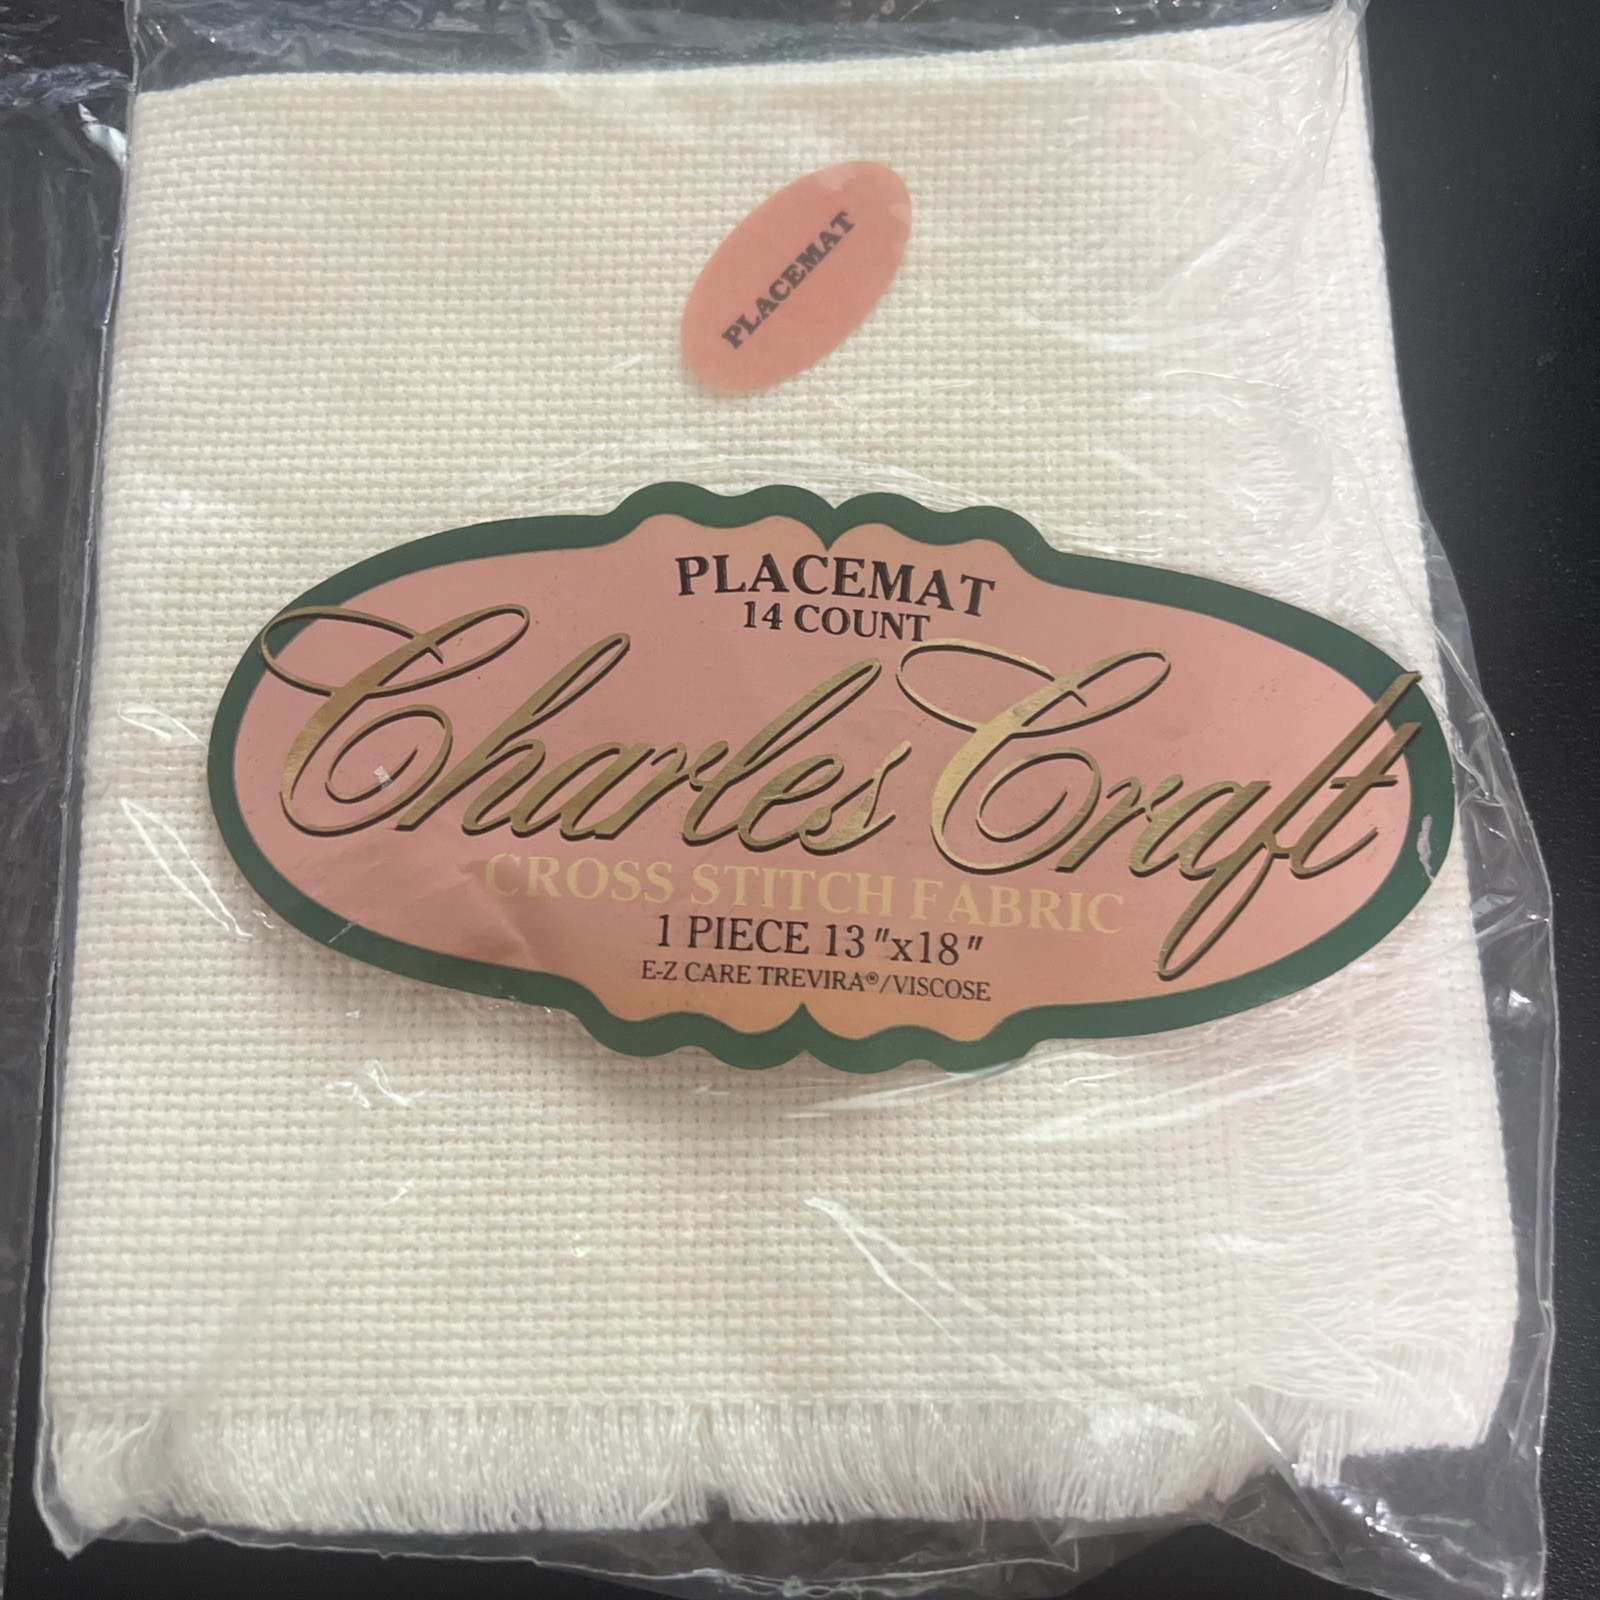 PLACEMAT
PLACEMAT
14 COUNT
Charles Craft
CROSS STITCH FABRIC
1 PIECE 13"x18"
E-Z CARE TREVIRA®/VISCOSE